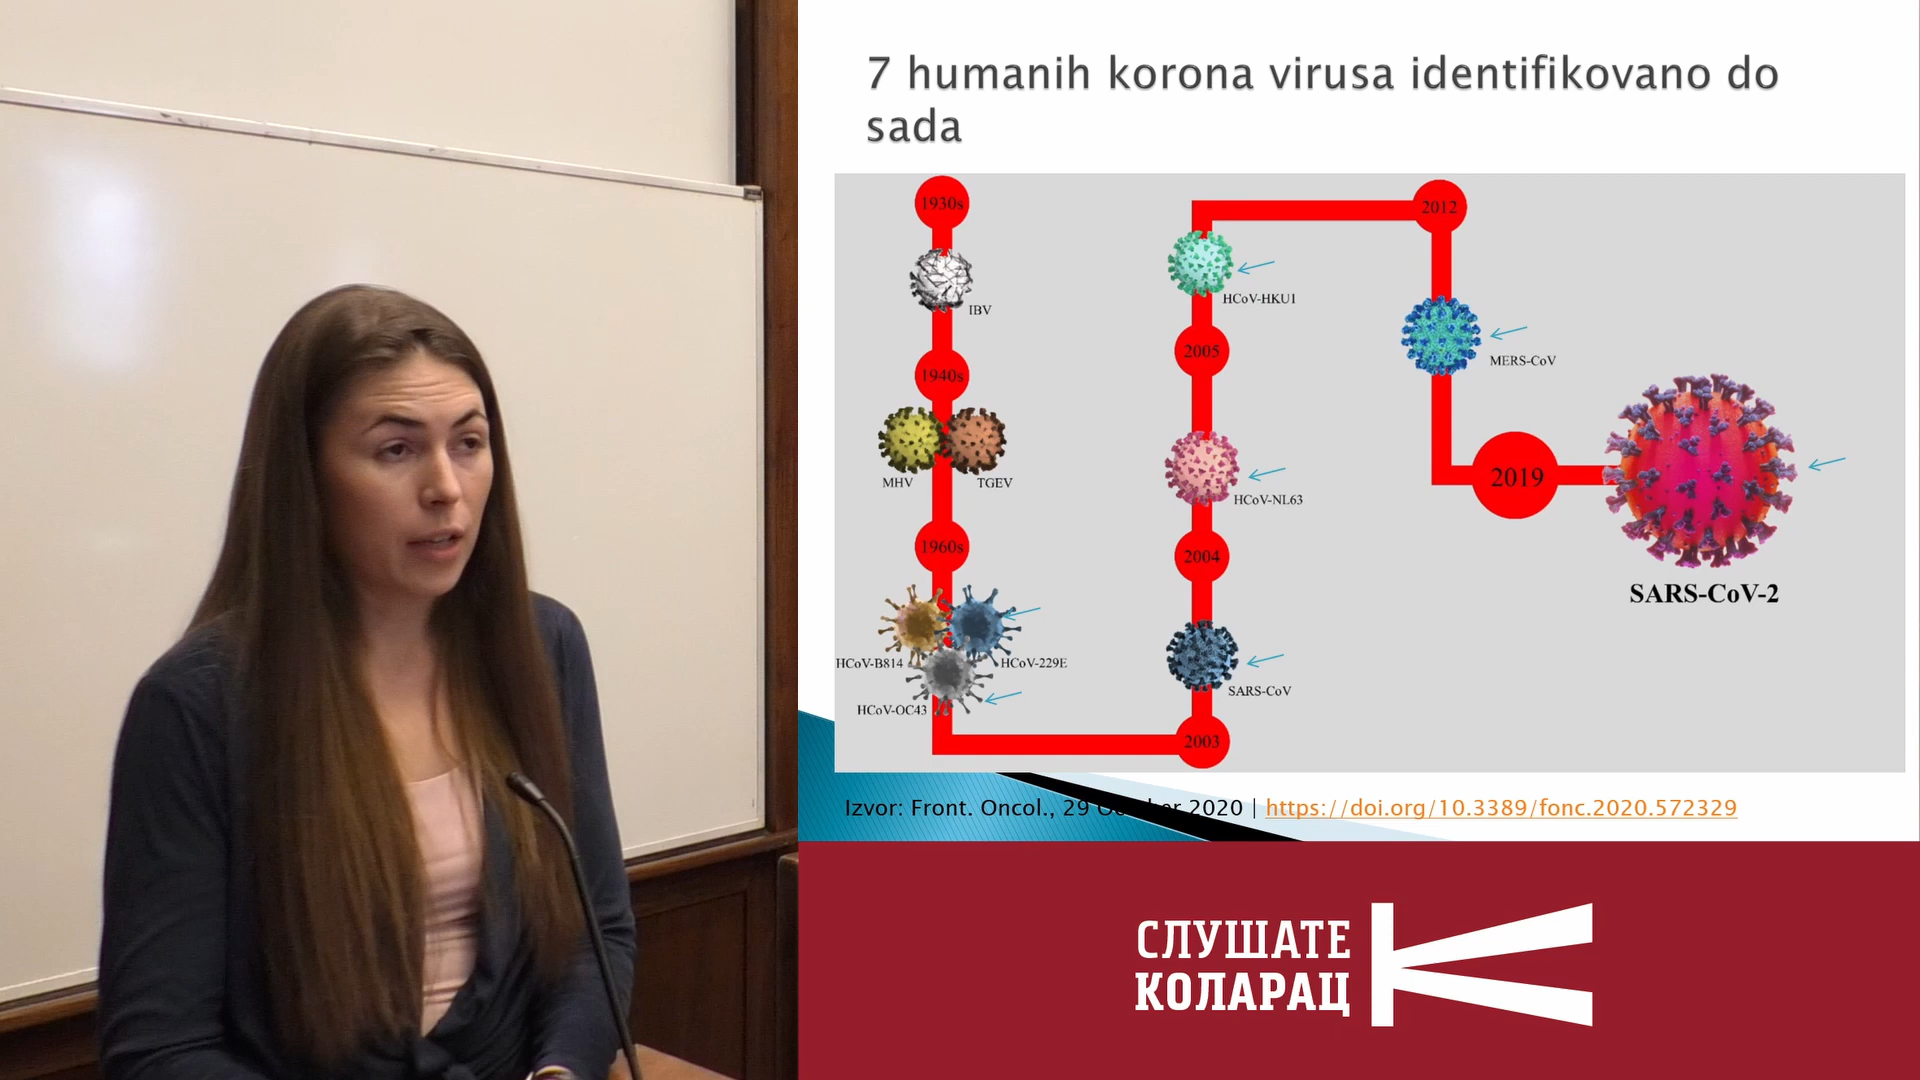 7 humanih korona virusa identifikovano do
sada
1930s
IBV
1940s
MHV
TGEV
1960s
HCoV-B814
HCoV-229E
HCoV-OC43
2003
SARS-CoV
2004
HCoV-NL63
2005
HCoV-HKU1
2012
MERS-CoV
2019
SARS-CoV-2
Izvor: Front. Oncol., 29 October 2020 | https://doi.org/10.3389/fonc.2020.572329
СЛУШАТЕ
КОЛАРАЦ